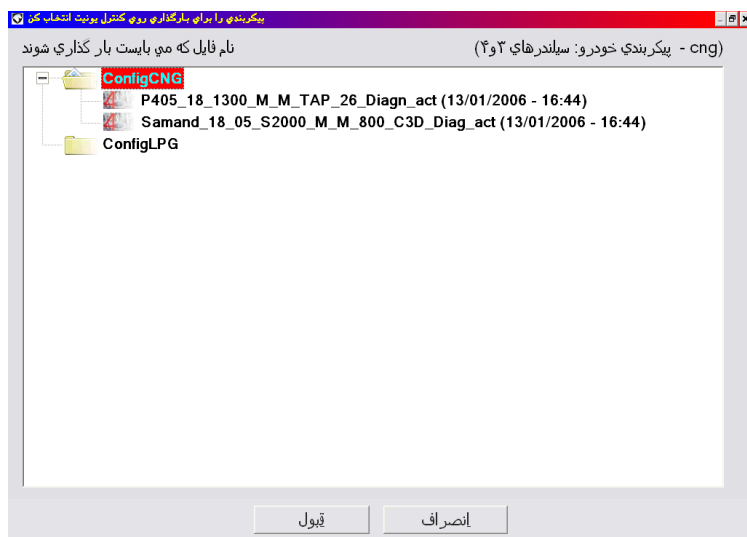 پيکربندي را براي بارگذاري روي کنترل يونيت انتخاب کن
نام فايل که مي بايست بار گذاري شوند
(cng - پيکربندي خودرو: سيلندرهاي ۳و۴)
ConfigCNG
P405_18_1300_M_M_TAP_26_Diagn_act (13/01/2006 - 16:44)
Samand_18_05_S2000_M_M_800_C3D_Diag_act (13/01/2006 - 16:44)
ConfigLPG
قبول
انصراف